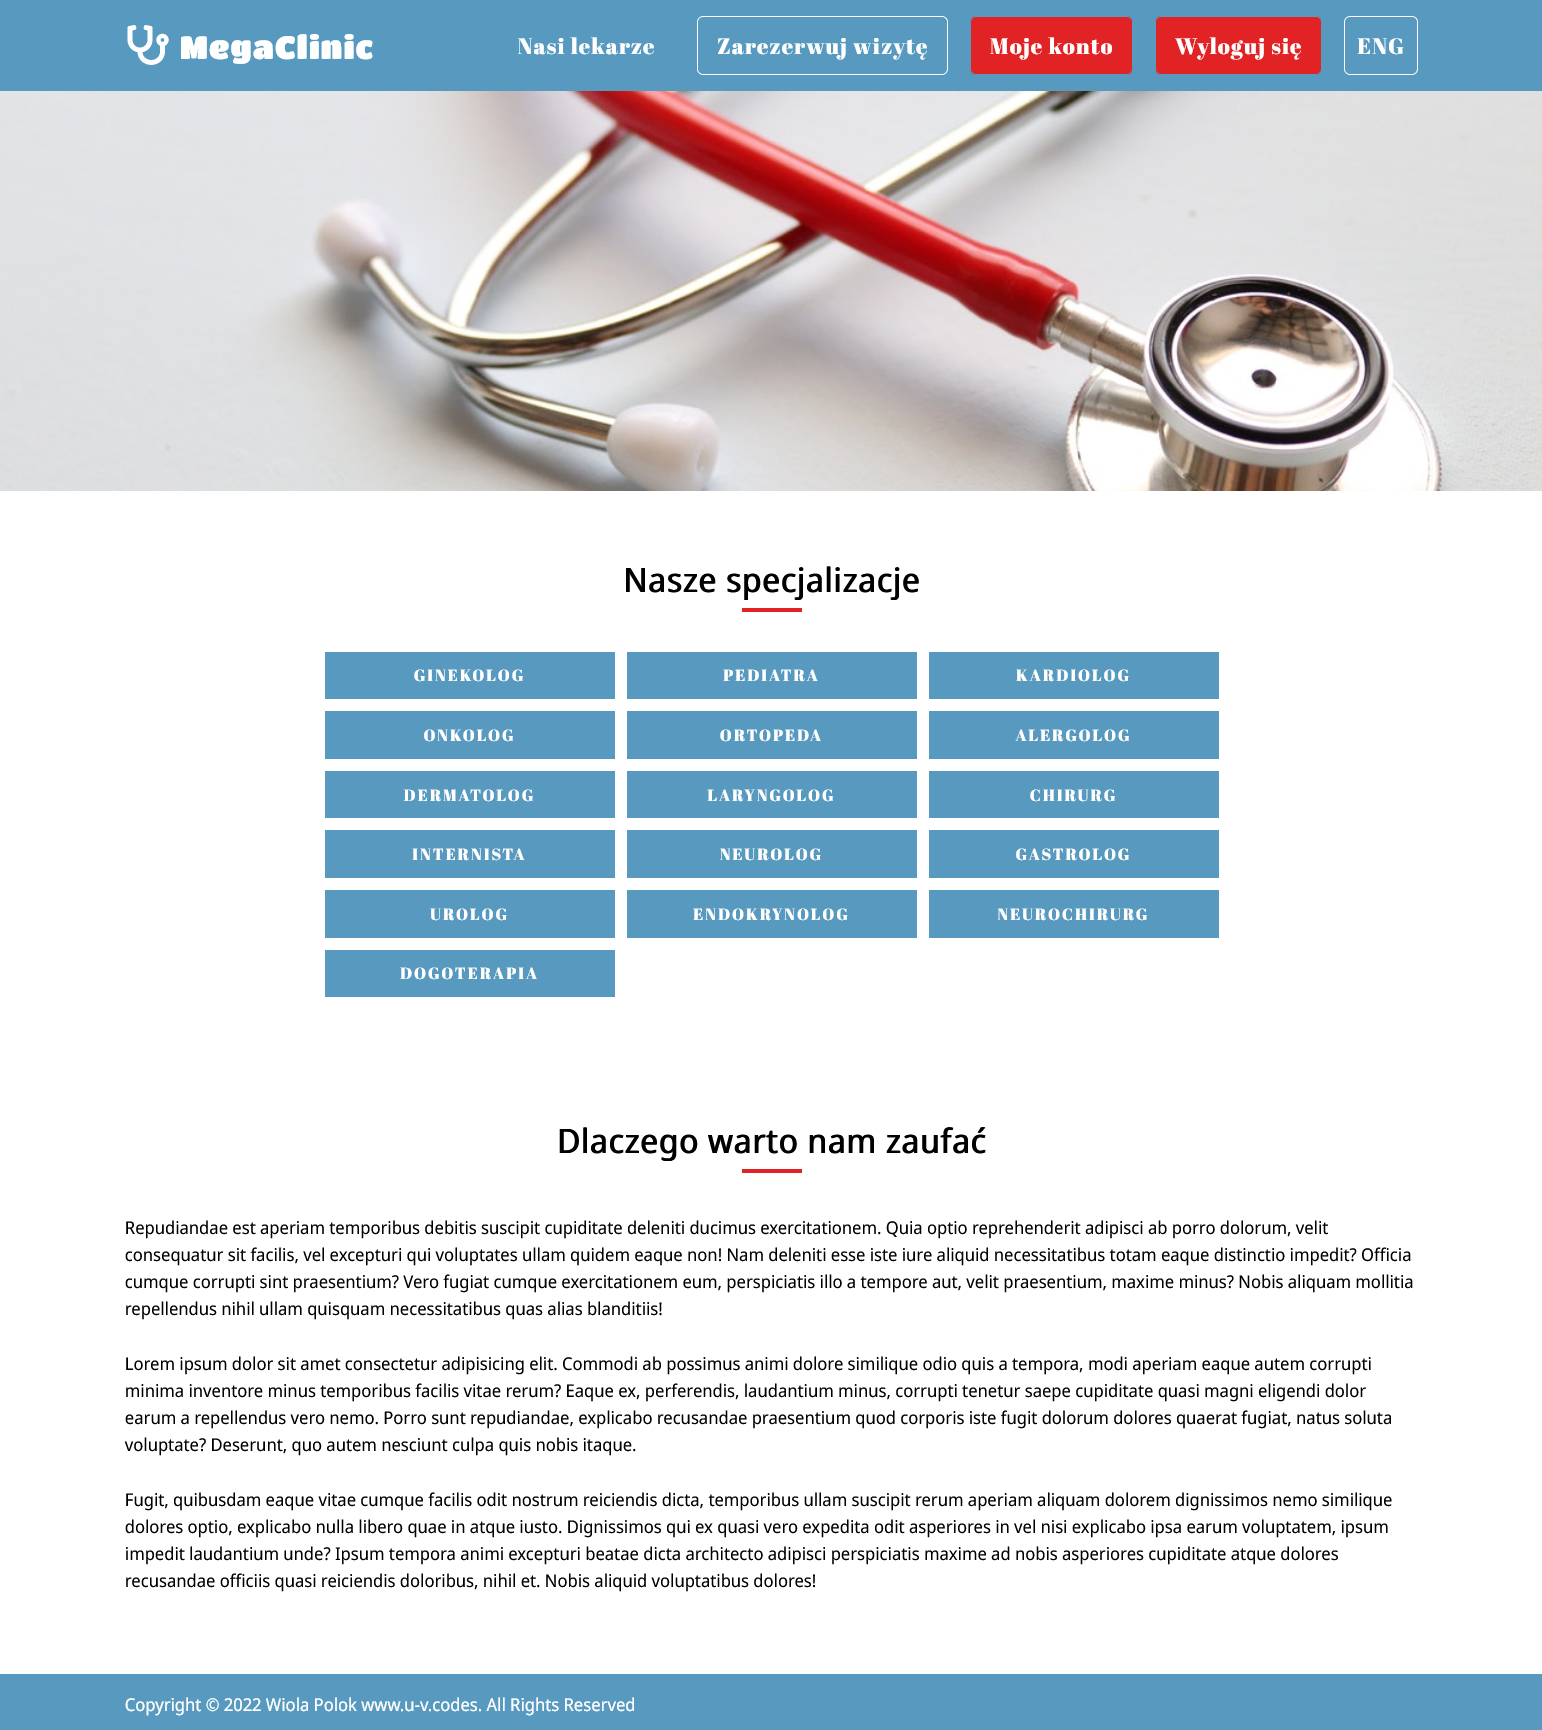 MegaClinic
Nasi lekarze
Zarezerwuj wizytę
Moje konto
Wyloguj się
ENG
Nasze specjalizacje
GINEKOLOG
PEDIATRA
KARDIOLOG
ONKOLOG
ORTOPEDA
ALERGOLOG
DERMATOLOG
LARYNGOLOG
CHIRURG
INTERNISTA
NEUROLOG
GASTROLOG
UROLOG
ENDOKRYNOLOG
NEUROCHIRURG
DOGOTERAPIA
Dlaczego warto nam zaufać
Repudiandae est aperiam temporibus debitis suscipit cupiditate deleniti ducimus exercitationem. Quia optio reprehenderit adipisci ab porro dolorum, velit
consequatur sit facilis, vel excepturi qui voluptates ullam quidem eaque non! Nam deleniti esse iste iure aliquid necessitatibus totam eaque distinctio impedit? Officia
cumque corrupti sint praesentium? Vero fugiat cumque exercitationem eum, perspiciatis illo a tempore aut, velit praesentium, maxime minus? Nobis aliquam mollitia
repellendus nihil ullam quisquam necessitatibus quas alias blanditiis!
Lorem ipsum dolor sit amet consectetur adipisicing elit. Commodi ab possimus animi dolore similique odio quis a tempora, modi aperiam eaque autem corrupti
minima inventore minus temporibus facilis vitae rerum? Eaque ex, perferendis, laudantium minus, corrupti tenetur saepe cupiditate quasi magni eligendi dolor
earum a repellendus vero nemo. Porro sunt repudiandae, explicabo recusandae praesentium quod corporis iste fugit dolorum dolores quaerat fugiat, natus soluta
voluptate? Deserunt, quo autem nesciunt culpa quis nobis itaque.
Fugit, quibusdam eaque vitae cumque facilis odit nostrum reiciendis dicta, temporibus ullam suscipit rerum aperiam aliquam dolorem dignissimos nemo similique
dolores optio, explicabo nulla libero quae in atque iusto. Dignissimos qui ex quasi vero expedita odit asperiores in vel nisi explicabo ipsa earum voluptatem, ipsum
impedit laudantium unde? Ipsum tempora animi excepturi beatae dicta architecto adipisci perspiciatis maxime ad nobis asperiores cupiditate atque dolores
recusandae officiis quasi reiciendis doloribus, nihil et. Nobis aliquid voluptatibus dolores!
Copyright © 2022 Wiola Polok www.u-v.codes. All Rights Reserved